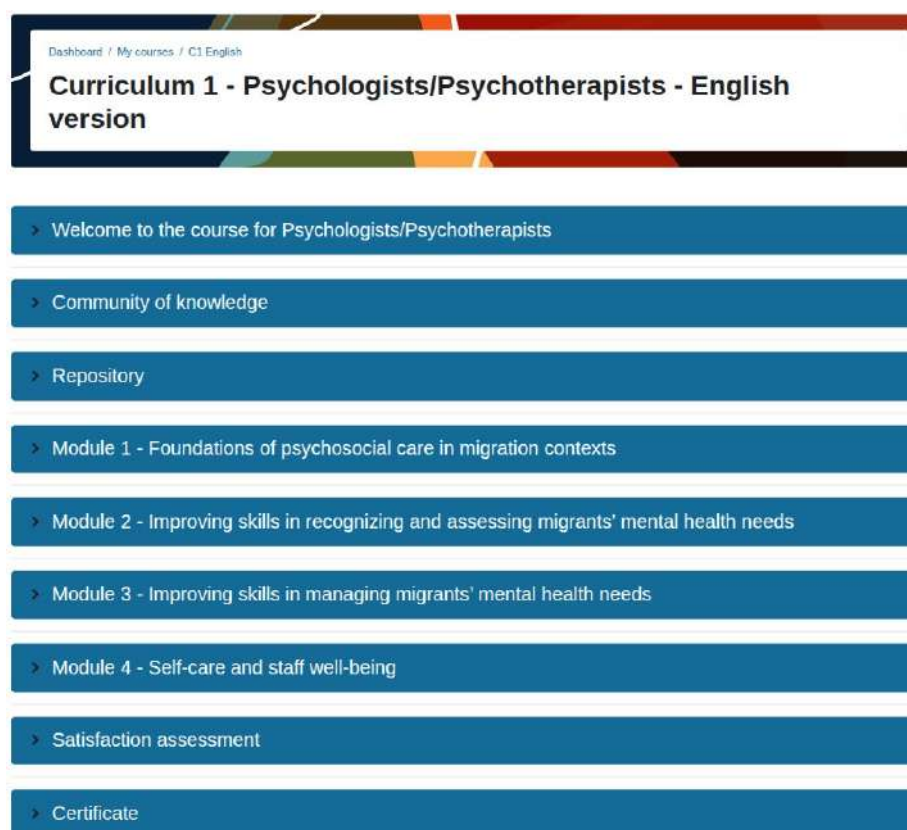 Dashboard / My courses / C1 English
Curriculum 1 - Psychologists/Psychotherapists - English
version
Welcome to the course for Psychologists/Psychotherapists
Community of knowledge
Repository
Module 1 - Foundations of psychosocial care in migration contexts
Module 2 - Improving skills in recognizing and assessing migrants' mental health needs
Module 3 - Improving skills in managing migrants' mental health needs
Module 4 - Self-care and staff well-being
Satisfaction assessment
Certificate